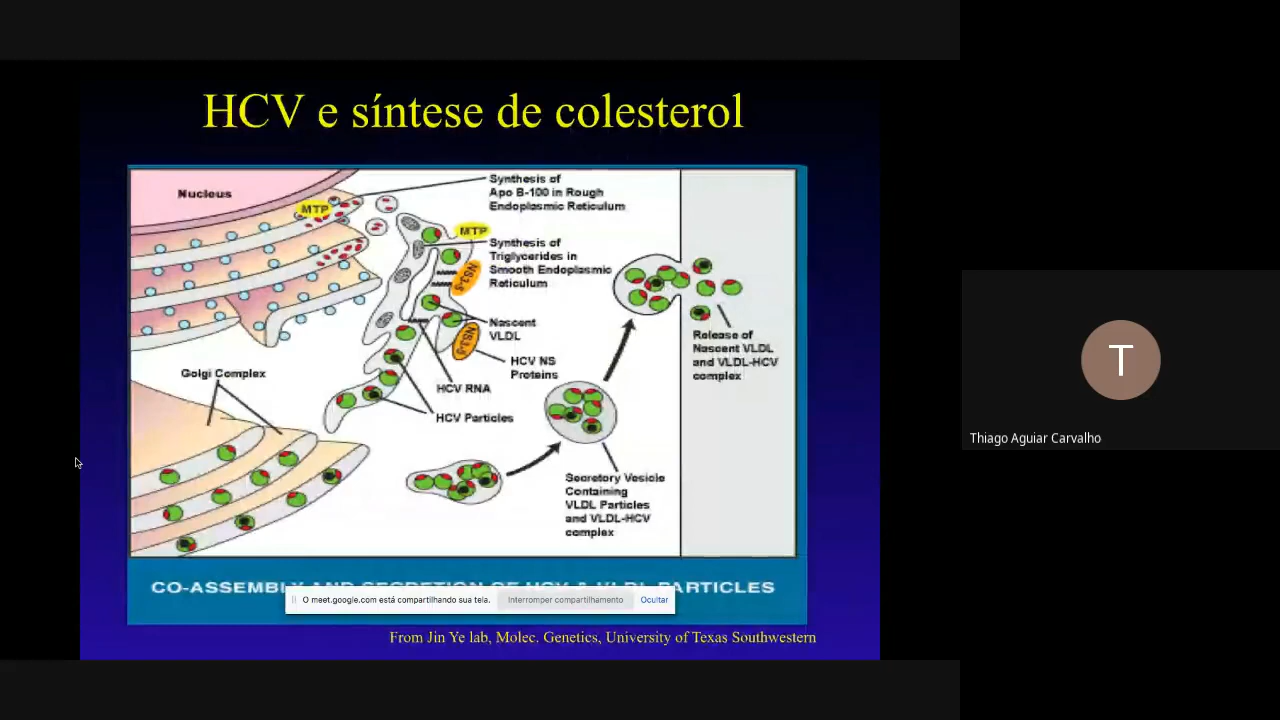 HCV e síntese de colesterol
Nucleus
MTP
Synthesis of
Apo B-100 in Rough
Endoplasmic Reticulum
MTP
Synthesis of
Triglycerides in
Smooth Endoplasmic
Reticulum
NS3-5
Nascent
VLDL
NS3-5
HCV NS
Proteins
HCV RNA
HCV Particles
Golgi Complex
Release of
Nascent VLDL
and VLDL-HCV
complex
Secretory Vesicle
Containing
VLDL Particles
and VLDL-HCV
complex
CO-ASSEMBLY AND SECRETION OF HCV & VLDL PARTICLES
O meet.google.com está compartilhando sua tela.
Interromper compartilhamento
Ocultar
From Jin Ye lab, Molec. Genetics, University of Texas Southwestern
T
Thiago Aguiar Carvalho